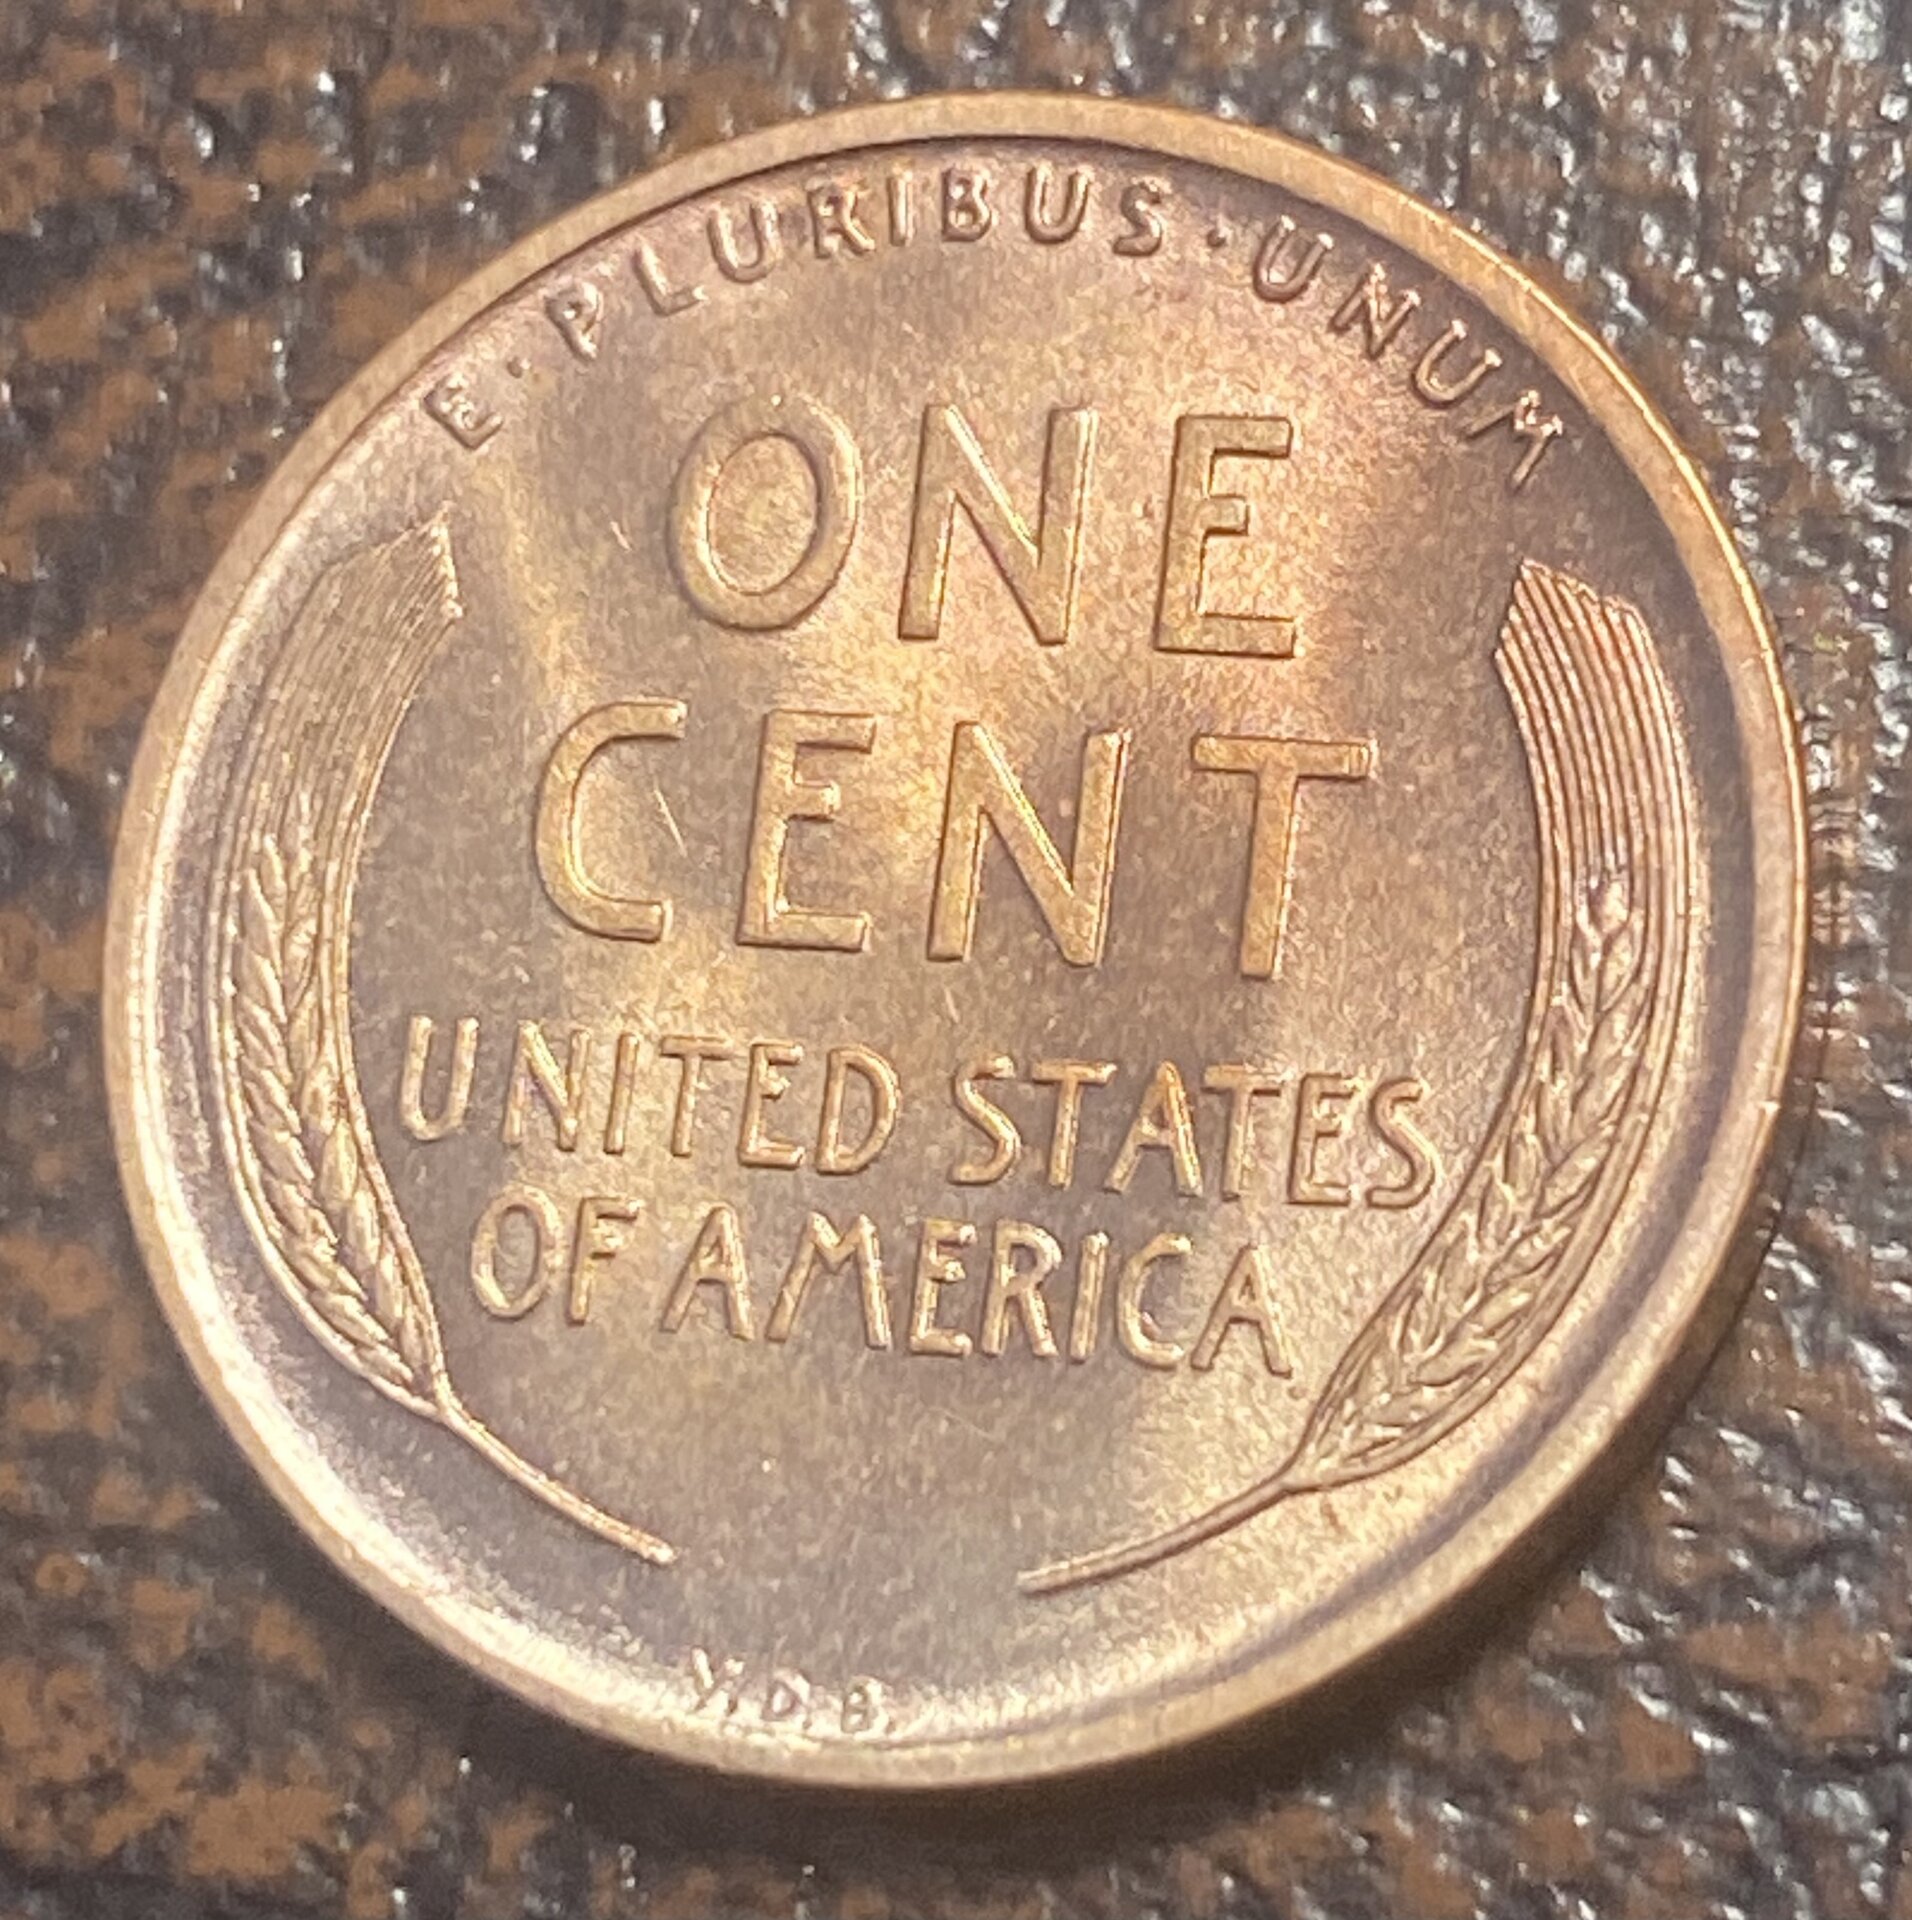 E · PLURIBUS · UNUM
ONE
CENT
UNITED STATES
OF AMERICA
V.D.B.